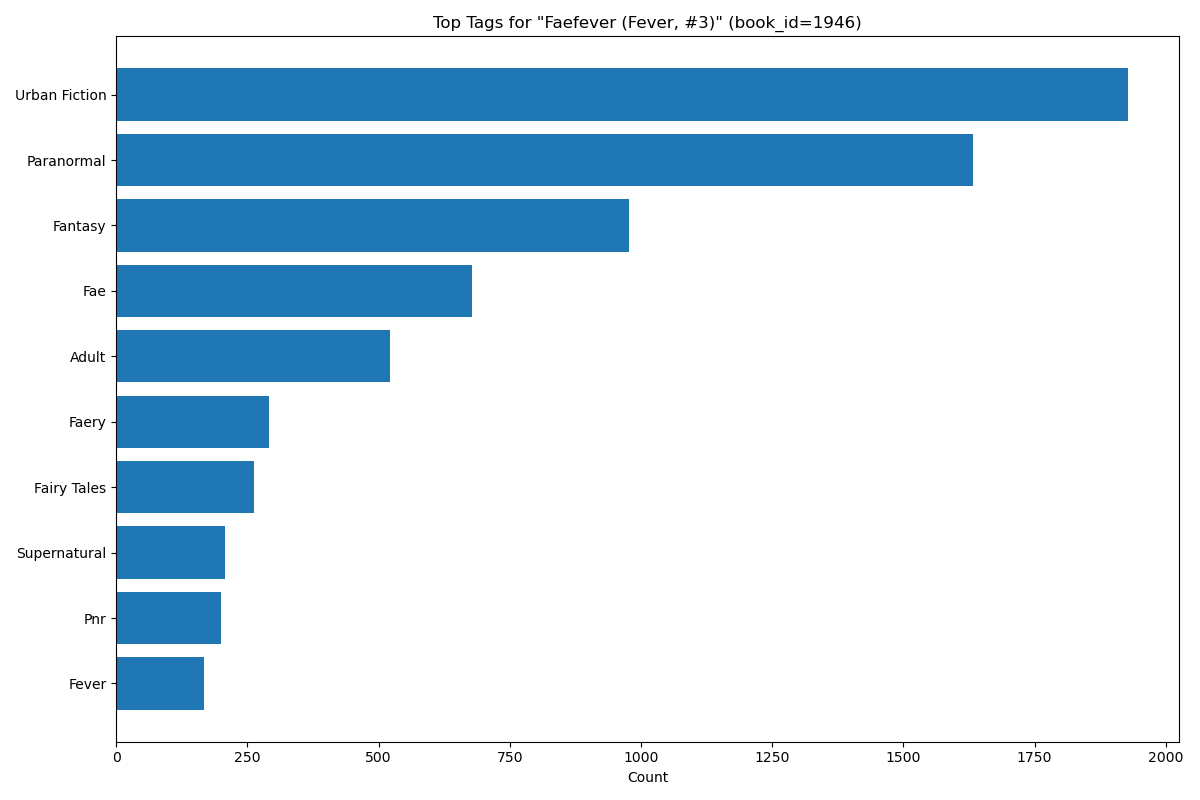 Top Tags for "Faefever (Fever, #3)" (book_id=1946)
Urban Fiction
Paranormal
Fantasy
Fae
Adult
Faery
Fairy Tales
Supernatural
Pnr
Fever
0 250 500 750 1000 1250 1500 1750 2000
Count